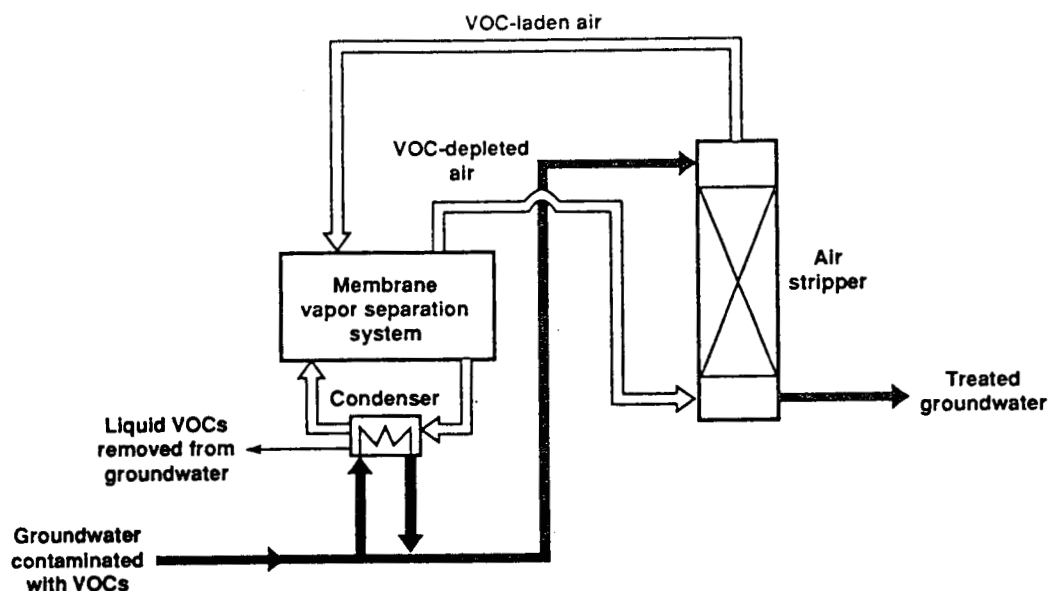 VOC-laden air
VOC-depleted
air
Membrane
vapor separation
system
Air
stripper
Condenser
Treated
groundwater
Liquid VOCs
removed from
groundwater
Groundwater
contaminated
with VOCs